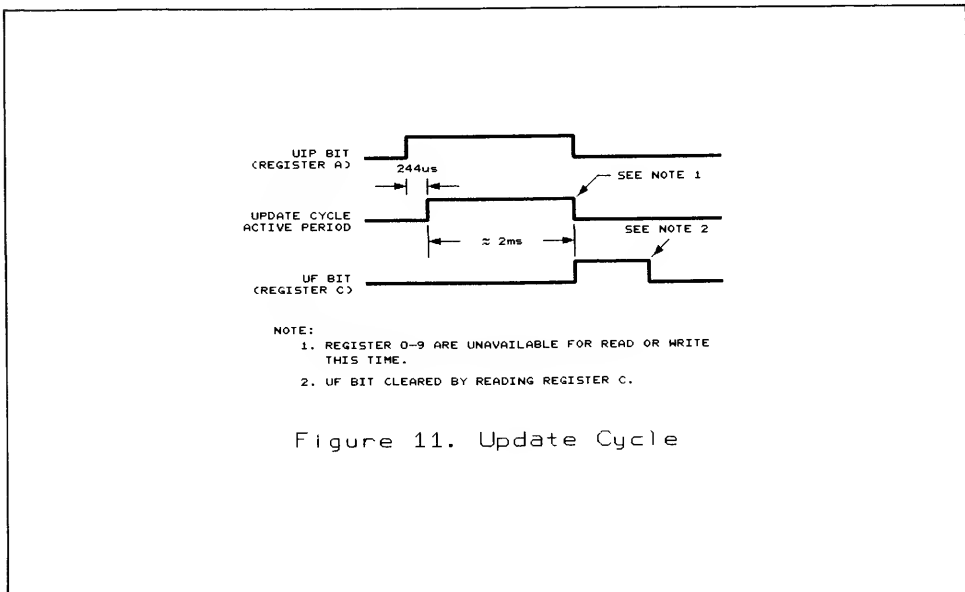 UIP BIT
(REGISTER A)
244us
SEE NOTE 1
UPDATE CYCLE
ACTIVE PERIOD
≈ 2ms
SEE NOTE 2
UF BIT
(REGISTER C)
NOTE:
1. REGISTER 0-9 ARE UNAVAILABLE FOR READ OR WRITE
THIS TIME.
2. UF BIT CLEARED BY READING REGISTER C.
Figure 11. Update Cycle